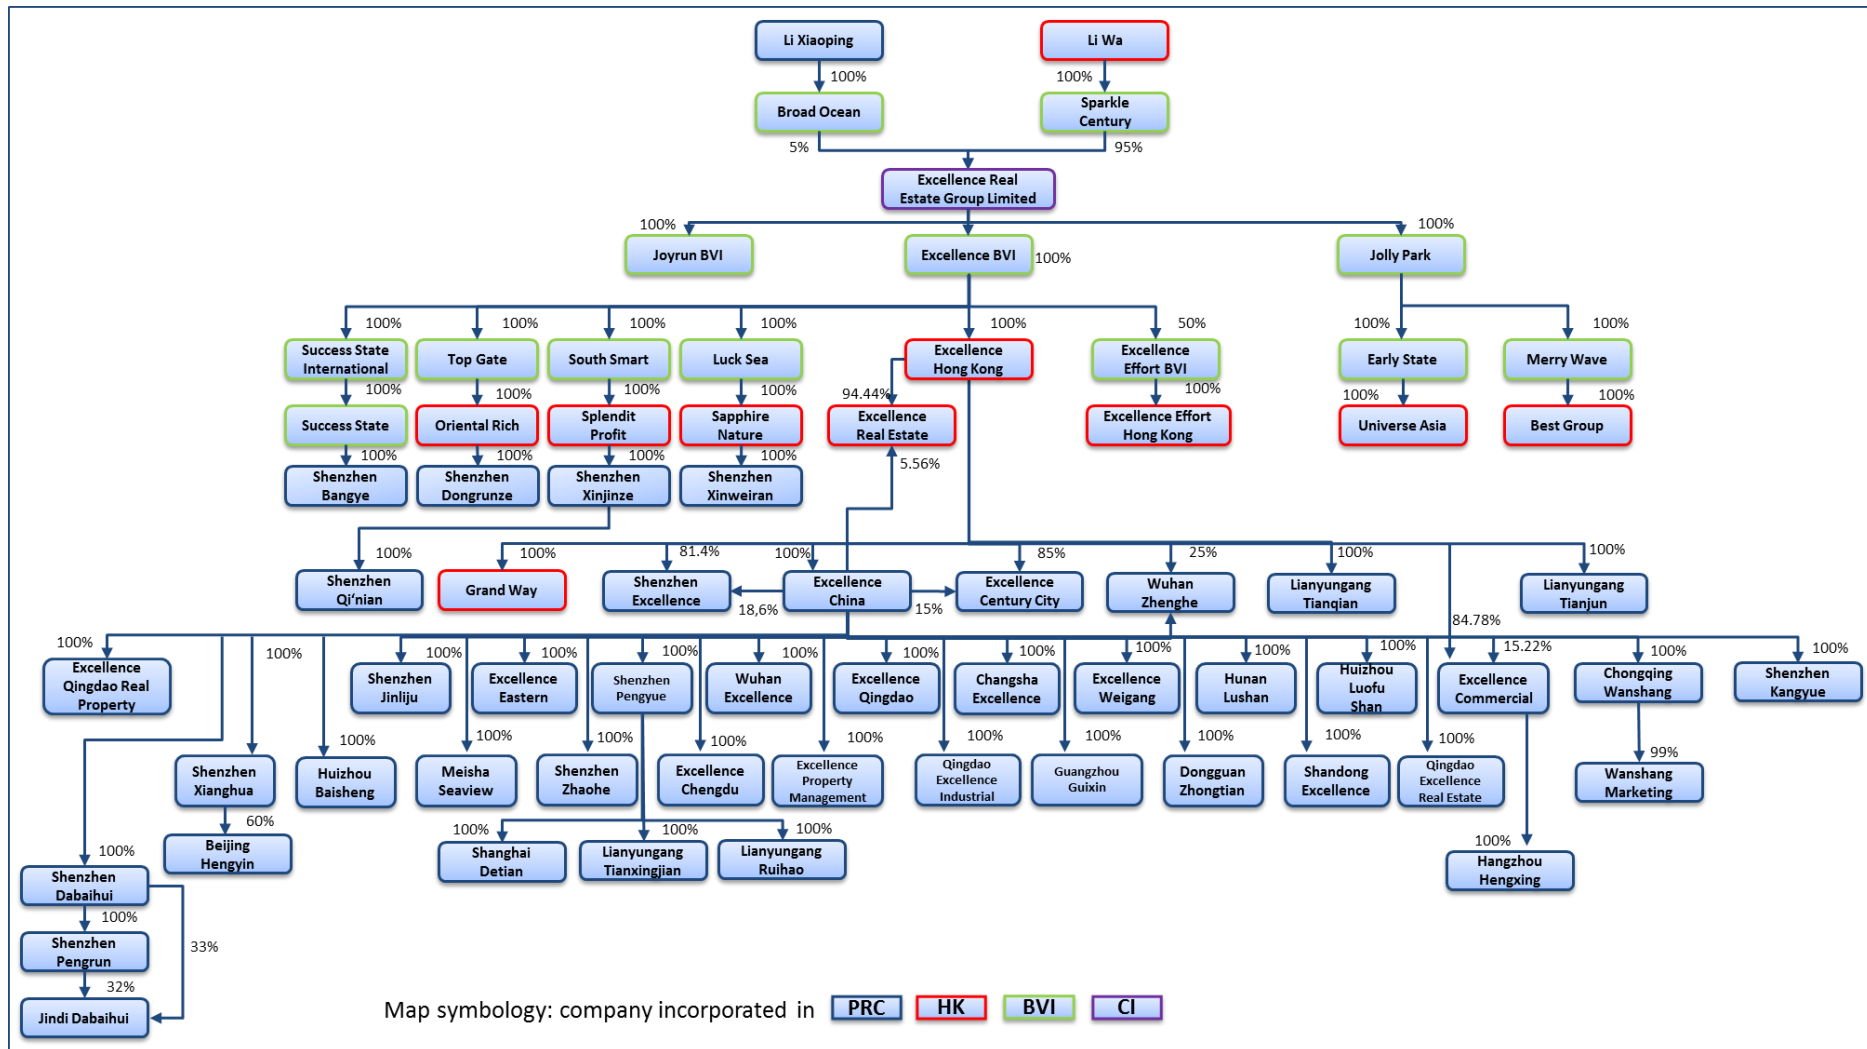 Li Xiaoping
Li Wa
100%
100%
Broad Ocean
Sparkle
Century
5%
95%
Excellence Real
Estate Group Limited
100%
100%
Joyrun BVI
Excellence BVI
100%
Jolly Park
100%
100%
100%
100%
100%
50%
100%
100%
Success State
International
Top Gate
South Smart
Luck Sea
Excellence
Hong Kong
Excellence
Effort BVI
Early State
Merry Wave
100%
100%
100%
100%
94.44%
100%
100%
100%
Success State
Oriental Rich
Splendit
Profit
Sapphire
Nature
Excellence
Real Estate
Excellence Effort
Hong Kong
Universe Asia
Best Group
100%
100%
100%
100%
5.56%
Shenzhen
Bangye
Shenzhen
Dongrunze
Shenzhen
Xinjinze
Shenzhen
Xinweiran
100%
100%
81.4%
100%
85%
25%
100%
100%
Shenzhen
Qi‘nian
Grand Way
Shenzhen
Excellence
Excellence
China
Excellence
Century City
Wuhan
Zhenghe
Lianyungang
Tianqian
Lianyungang
Tianjun
18,6%
15%
84.78%
100%
100%
100%
100%
100%
100%
100%
100%
100%
100%
100%
15.22%
100%
100%
Excellence
Qingdao Real
Property
Shenzhen
Jinliju
Excellence
Eastern
Shenzhen
Pengyue
Wuhan
Excellence
Excellence
Qingdao
Changsha
Excellence
Excellence
Weigang
Hunan
Lushan
Huizhou
Luofu
Shan
Excellence
Commercial
Chongqing
Wanshang
Shenzhen
Kangyue
100%
100%
100%
100%
100%
100%
100%
100%
100%
100%
99%
Shenzhen
Xianghua
Huizhou
Baisheng
Meisha
Seaview
Shenzhen
Zhaohe
Excellence
Chengdu
Excellence
Property
Management
Qingdao
Excellence
Industrial
Guangzhou
Guixin
Dongguan
Zhongtian
Shandong
Excellence
Qingdao
Excellence
Real Estate
Wanshang
Marketing
60%
100%
100%
100%
100%
Beijing
Hengyin
Shanghai
Detian
Lianyungang
Tianxingjian
Lianyungang
Ruihao
Hangzhou
Hengxing
100%
Shenzhen
Dabaihui
100%
Shenzhen
Pengrun
33%
32%
Jindi Dabaihui
Map symbology: company incorporated in PRC HK BVI CI